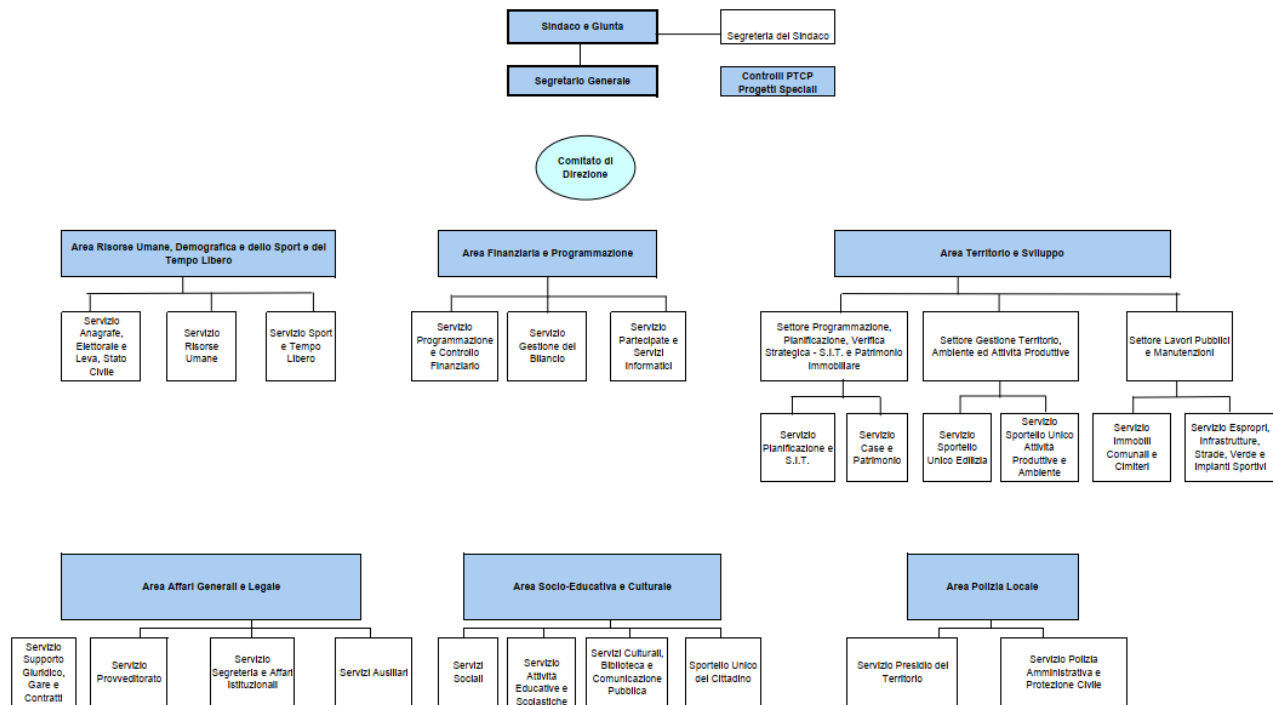 Sindaco e Giunta
Segreteria del Sindaco
Segretario Generale
Controlli PTCP
Progetti Speciali
Comitato di
Direzione
Area Risorse Umane, Demografica e dello Sport e del
Tempo Libero
Area Finanziaria e Programmazione
Area Territorio e Sviluppo
Servizio
Anagrafe,
Elettorale e
Leva, Stato
Civile
Servizio
Risorse
Umane
Servizio Sport
e Tempo
Libero
Servizio
Programmazione
e Controllo
Finanziario
Servizio
Gestione del
Bilancio
Servizio
Partecipate e
Servizi
Informatici
Settore Programmazione,
Planificazione, Verifica
Strategica - S.I.T. e Patrimonio
Immobiliare
Settore Gestione Territorio,
Ambiente ed Attività Produttive
Settore Lavori Pubblici
e Manutenzioni
Servizio
Planificazione e
S.I.T.
Servizio
Case e
Patrimonio
Servizio
Sportello
Unico Edilizia
Servizio
Sportello Unico
Attività
Produttive e
Ambiente
Servizio
Immobili
Comunali e
Cimiteri
Servizio Espropri,
Infrastrutture,
Strade, Verde e
Impianti Sportivi
Area Affari Generali e Legale
Area Socio-Educativa e Culturale
Area Polizia Locale
Servizio
Supporto
Giuridico,
Gare e
Contratti
Servizio
Provveditorato
Servizio
Segreteria e Affari
Istituzionali
Servizi Ausiliari
Servizi
Sociali
Servizio
Attività
Educative e
Scolastiche
Servizi Culturali,
Biblioteca e
Comunicazione
Pubblica
Sportello Unico
del Cittadino
Servizio Presidio del
Territorio
Servizio Polizia
Amministrativa e
Protezione Civile